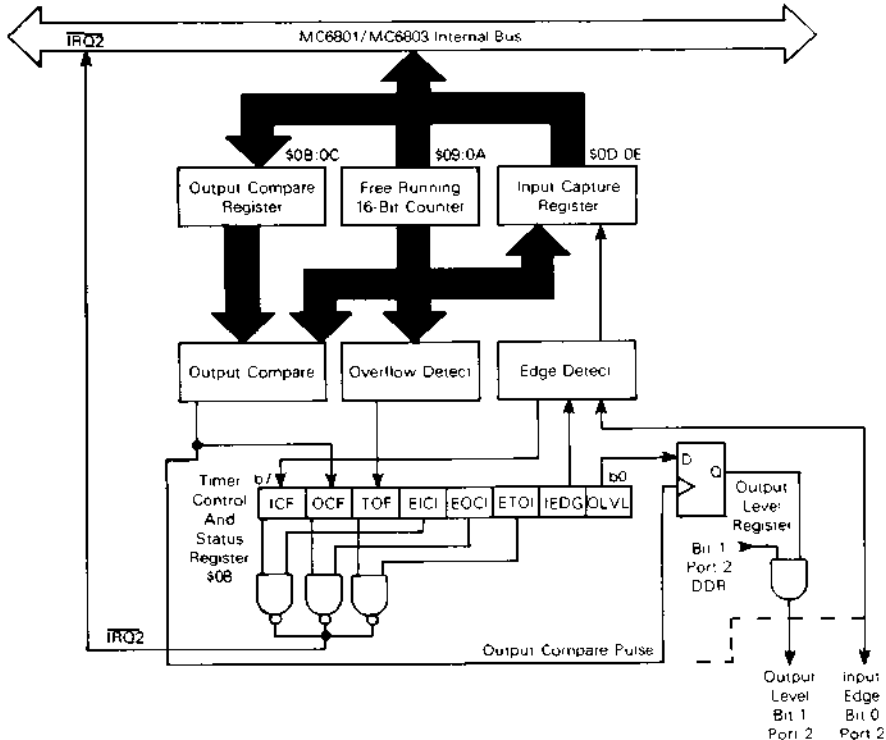 MC6801/MC6803 Internal Bus
IRQ2
$0B:0C
$09:0A
$0D 0E
Output Compare
Register
Free Running
16-Bit Counter
Input Capture
Register
Output Compare
Overflow Detect
Edge Detect
Timer
Control
And
Status
Register
$08
b7
b0
ICF
OCF
TOF
EICI
EOCI
ETOI
IEDG
OLVL
D
Q
Output
Level
Register
Bit 1
Port 2
DDR
IRQ2
Output Compare Pulse
Output
Level
Bit 1
Port 2
Input
Edge
Bit 0
Port 2